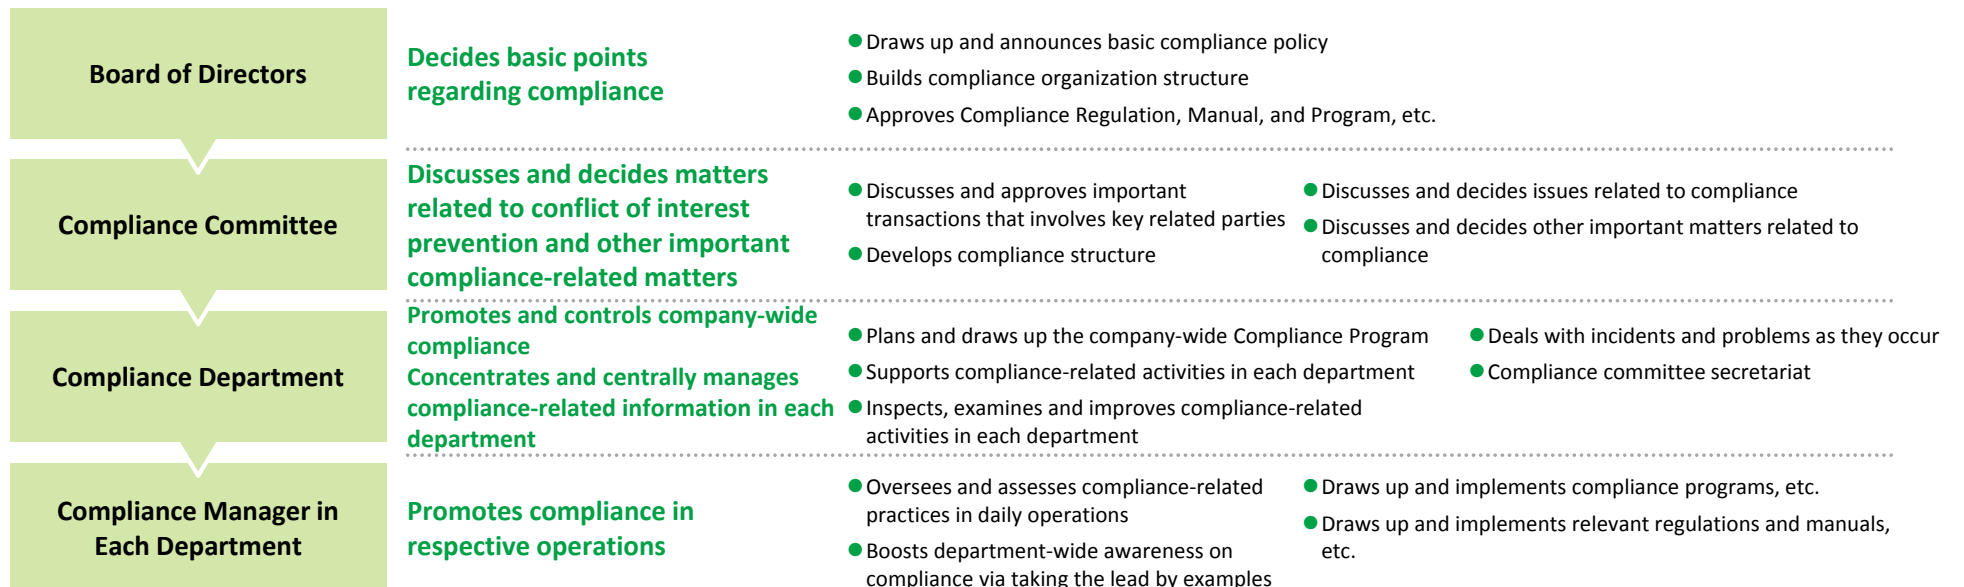 Board of Directors
Decides basic points
regarding compliance
● Draws up and announces basic compliance policy
● Builds compliance organization structure
● Approves Compliance Regulation, Manual, and Program, etc.
Compliance Committee
Discusses and decides matters
related to conflict of interest
prevention and other important
compliance-related matters
● Discusses and approves important
transactions that involves key related parties
● Develops compliance structure
● Discusses and decides issues related to compliance
● Discusses and decides other important matters related to
compliance
Compliance Department
Promotes and controls company-wide
compliance
Concentrates and centrally manages
compliance-related information in each
department
● Plans and draws up the company-wide Compliance Program
● Supports compliance-related activities in each department
● Inspects, examines and improves compliance-related
activities in each department
● Deals with incidents and problems as they occur
● Compliance committee secretariat
Compliance Manager in
Each Department
Promotes compliance in
respective operations
● Oversees and assesses compliance-related
practices in daily operations
● Boosts department-wide awareness on
compliance via taking the lead by examples
● Draws up and implements compliance programs, etc.
● Draws up and implements relevant regulations and manuals,
etc.